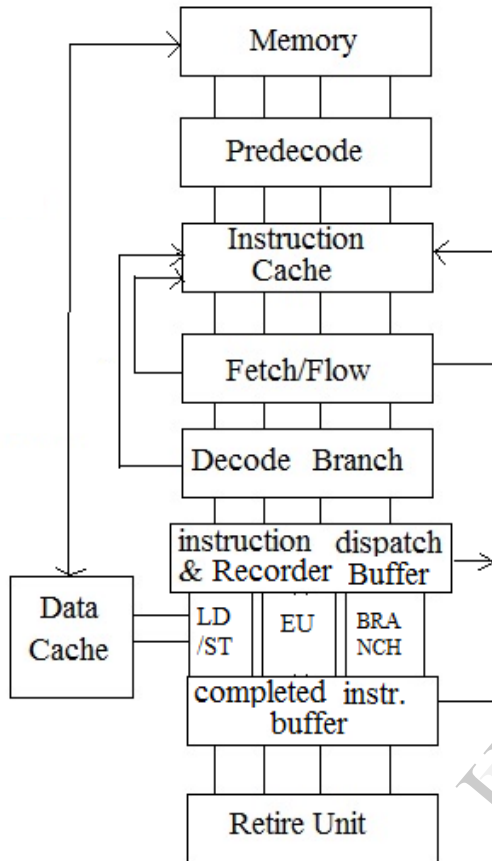 Memory
Predecode
Instruction
Cache
Fetch/Flow
Decode Branch
instruction dispatch
& Recorder Buffer
Data
Cache
LD
/ST
EU
BRA
NCH
completed instr.
buffer
Retire Unit